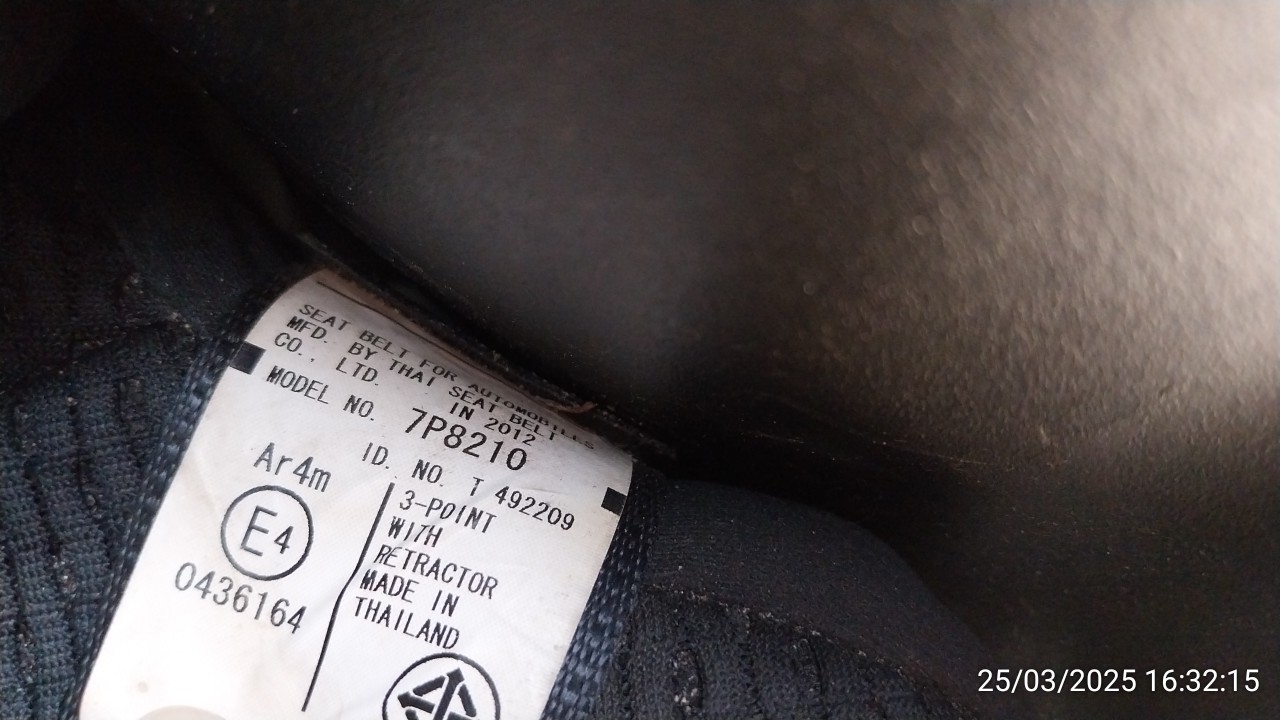 SEAT BELT FOR AUTOMOBILES
MFD. BY THAI SEAT BELT
CO., LTD. IN 2012
MODEL NO. 7P8210
ID. NO. T 492209
Ar4m
E4
0436164
3-POINT
WITH
RETRACTOR
MADE IN
THAILAND
25/03/2025 16:32:15